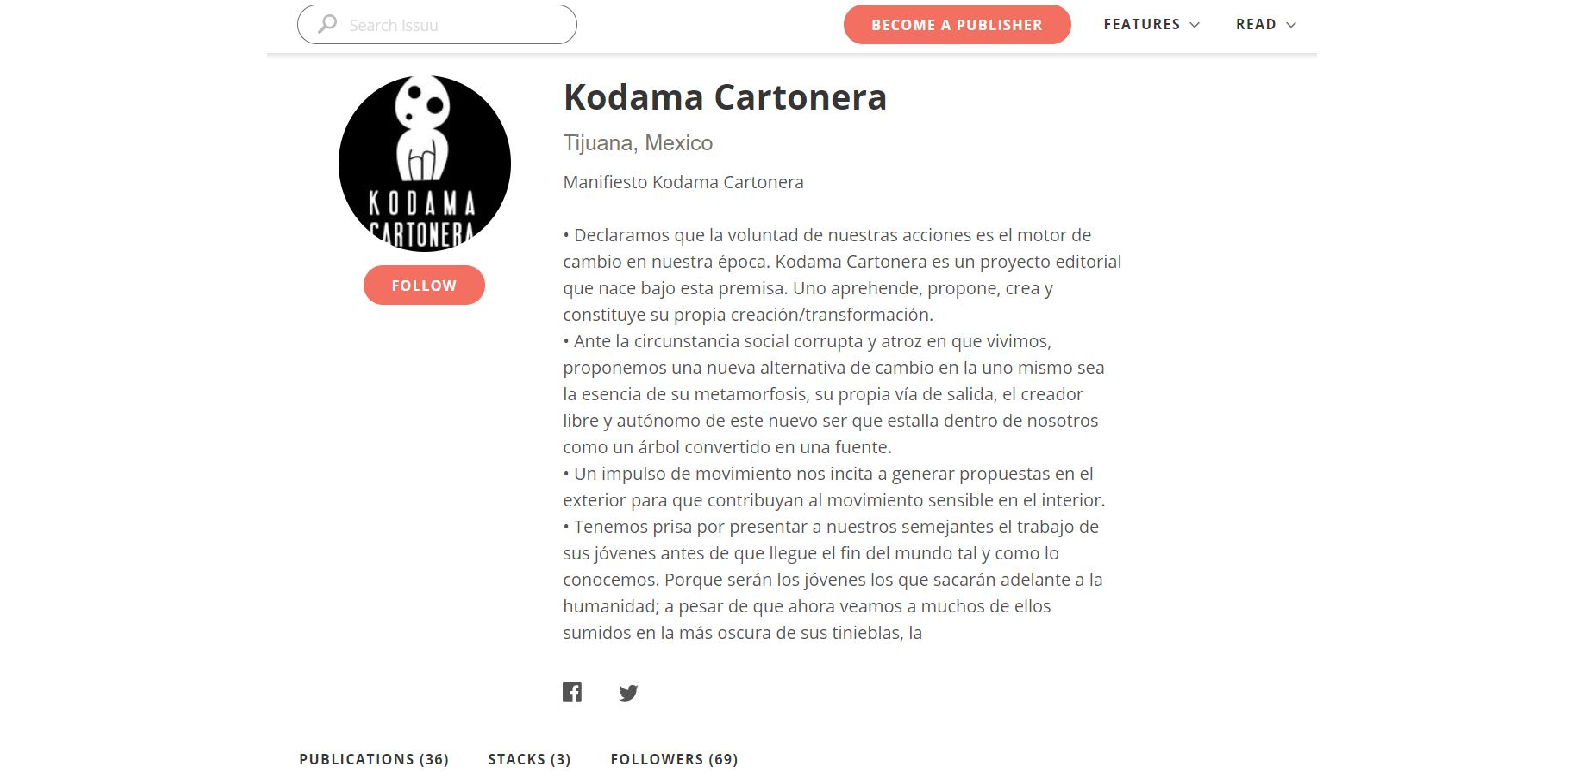 Search Issuu
BECOME A PUBLISHER
FEATURES
READ
KODAMA
CARTONERA
FOLLOW
Kodama Cartonera
Tijuana, Mexico
Manifiesto Kodama Cartonera
• Declaramos que la voluntad de nuestras acciones es el motor de
cambio en nuestra época. Kodama Cartonera es un proyecto editorial
que nace bajo esta premisa. Uno aprehende, propone, crea y
constituye su propia creación/transformación.
• Ante la circunstancia social corrupta y atroz en que vivimos,
proponemos una nueva alternativa de cambio en la uno mismo sea
la esencia de su metamorfosis, su propia vía de salida, el creador
libre y autónomo de este nuevo ser que estalla dentro de nosotros
como un árbol convertido en una fuente.
• Un impulso de movimiento nos incita a generar propuestas en el
exterior para que contribuyan al movimiento sensible en el interior.
• Tenemos prisa por presentar a nuestros semejantes el trabajo de
sus jóvenes antes de que llegue el fin del mundo tal y como lo
conocemos. Porque serán los jóvenes los que sacarán adelante a la
humanidad; a pesar de que ahora veamos a muchos de ellos
sumidos en la más oscura de sus tinieblas, la
PUBLICATIONS (36)
STACKS (3)
FOLLOWERS (69)